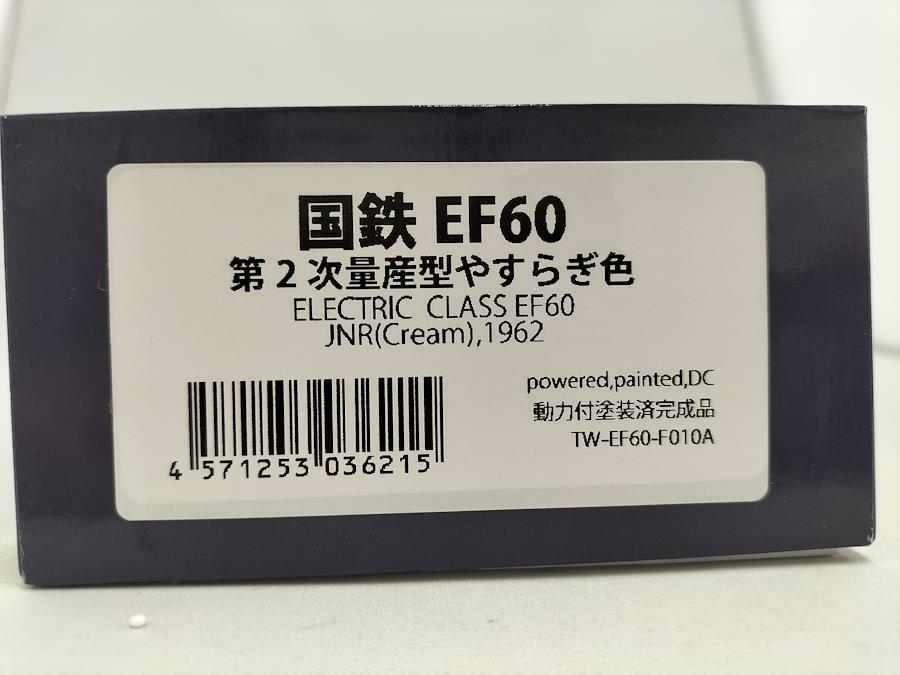 国鉄 EF60
第2次量産型やすらぎ色
ELECTRIC CLASS EF60
JNR(Cream),1962
powered,painted,DC
動力付塗装済完成品
TW-EF60-F010A
4 571253 036215